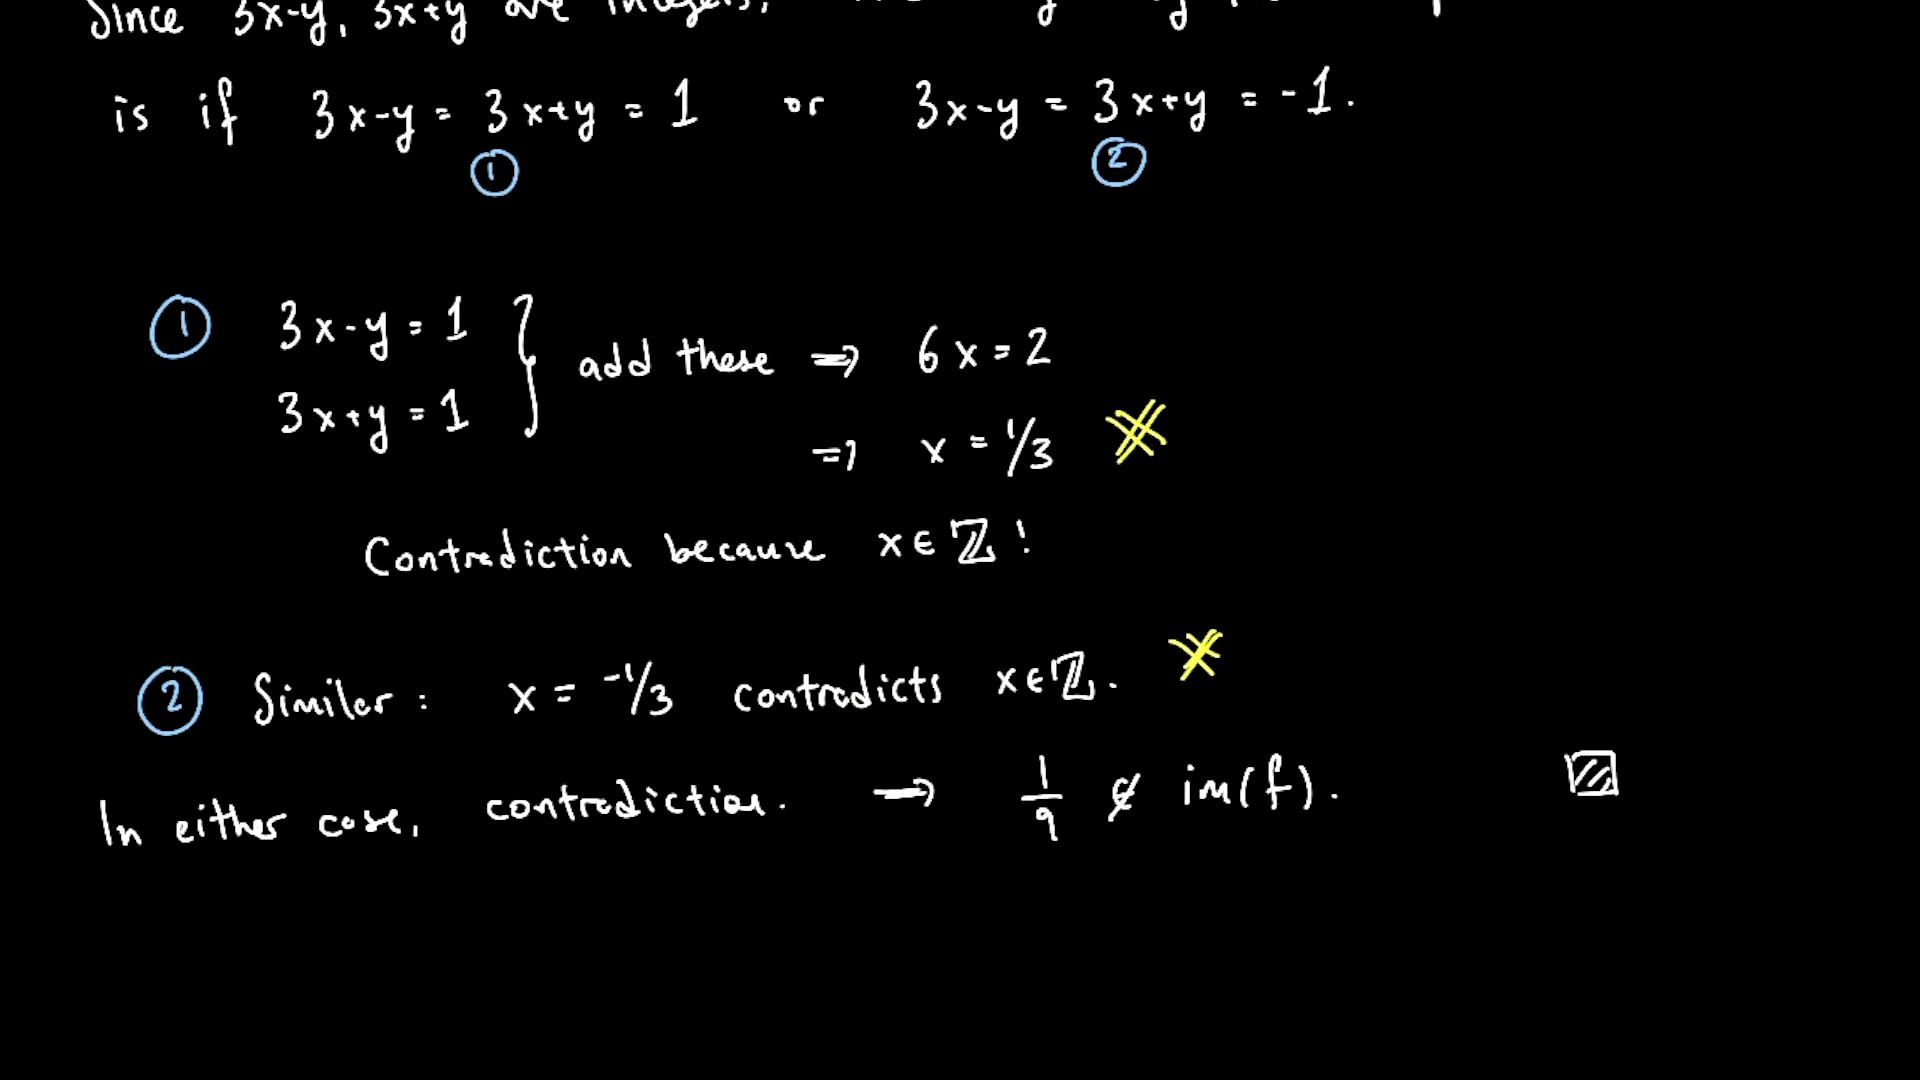 Since 3x-y, 3x+y are integers,
is if 3x-y = 3x+y = 1 or 3x-y = 3x+y = -1.
① ②
① 3x-y = 1 } add these ⇒ 6x = 2
3x+y = 1 ⇒ x = 1/3
Contradiction because x∈ℤ!
② Similar: x = -1/3 contradicts x∈ℤ.
In either case, contradiction. → 1/9 ∉ im(f).